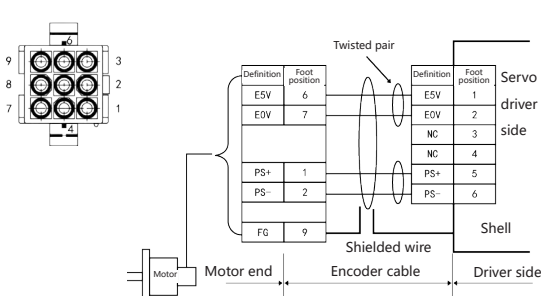 6
9 3
8 2
7 1
4
Twisted pair
Definition Foot position
E5V 6
E0V 7
PS+ 1
PS- 2
FG 9
Definition Foot position
E5V 1
E0V 2
NC 3
NC 4
PS+ 5
PS- 6
Servo
driver
side
Shell
Shielded wire
Motor
Motor end
Encoder cable
Driver side